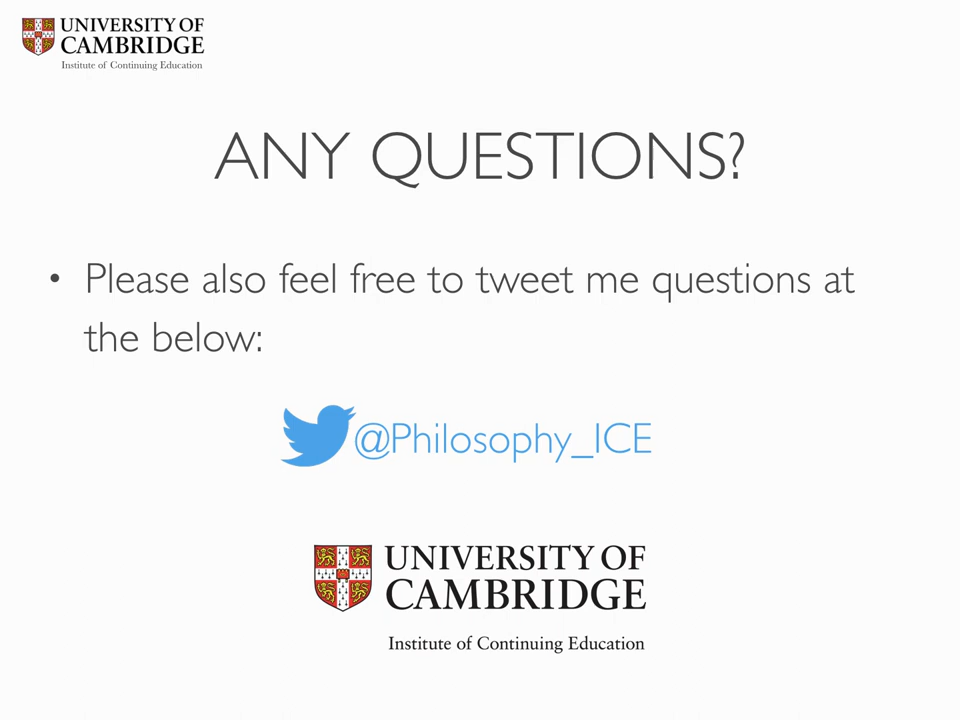 UNIVERSITY OF
CAMBRIDGE
Institute of Continuing Education
ANY QUESTIONS?
• Please also feel free to tweet me questions at
the below:
@Philosophy_ICE
UNIVERSITY OF
CAMBRIDGE
Institute of Continuing Education